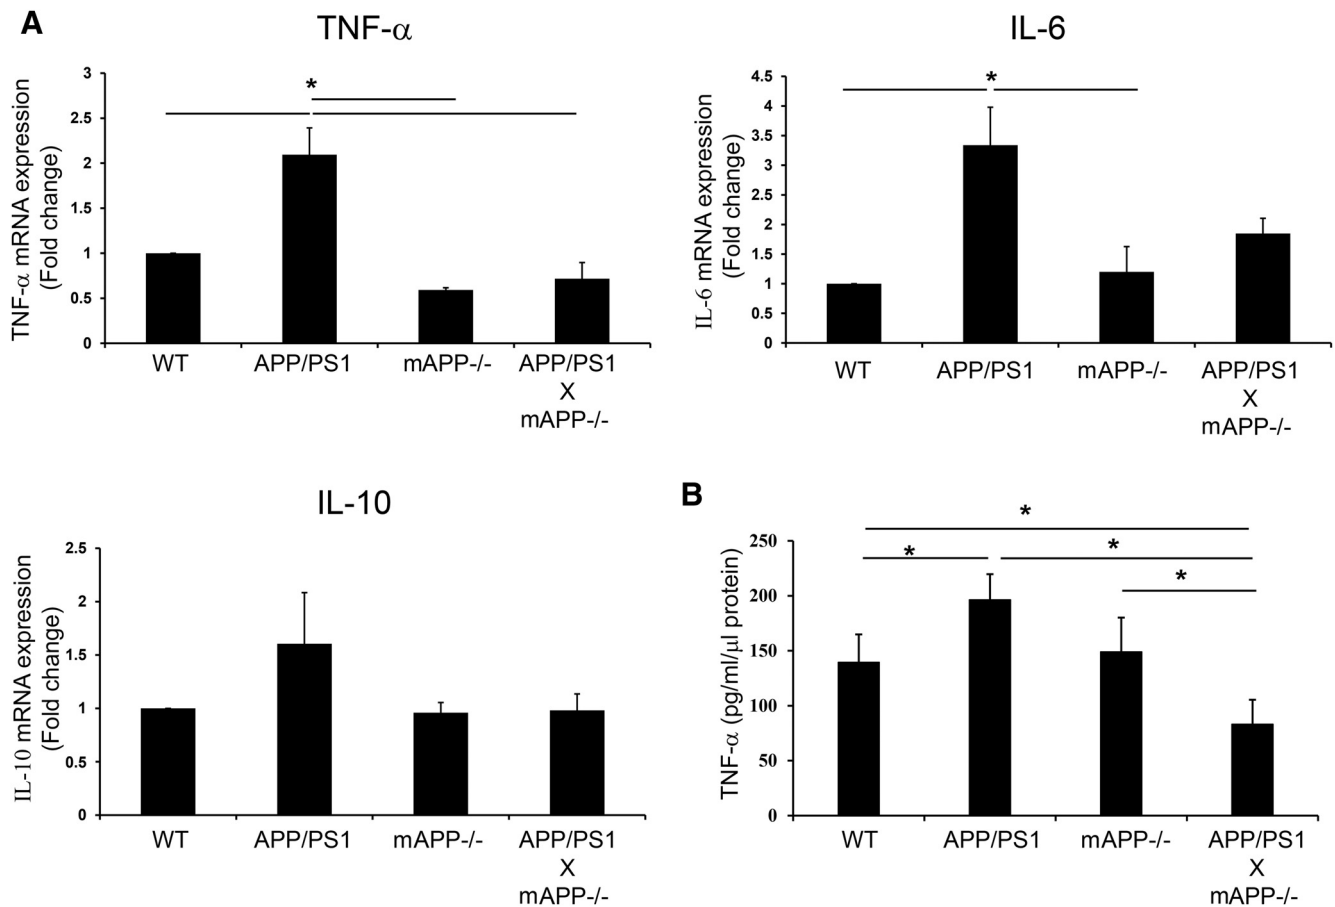 A
TNF-α
TNF-α mRNA expression
(Fold change)
3
2.5
2
1.5
1
0.5
0
*
WT
APP/PS1
mAPP-/-
APP/PS1
X
mAPP-/-
IL-6
IL-6 mRNA expression
(Fold change)
4.5
4
3.5
3
2.5
2
1.5
1
0.5
0
*
WT
APP/PS1
mAPP-/-
APP/PS1
X
mAPP-/-
IL-10
IL-10 mRNA expression
(Fold change)
2.5
2
1.5
1
0.5
0
WT
APP/PS1
mAPP-/-
APP/PS1
X
mAPP-/-
B
TNF-α (pg/ml/µl protein)
250
200
150
100
50
0
*
*
*
*
WT
APP/PS1
mAPP-/-
APP/PS1
X
mAPP-/-